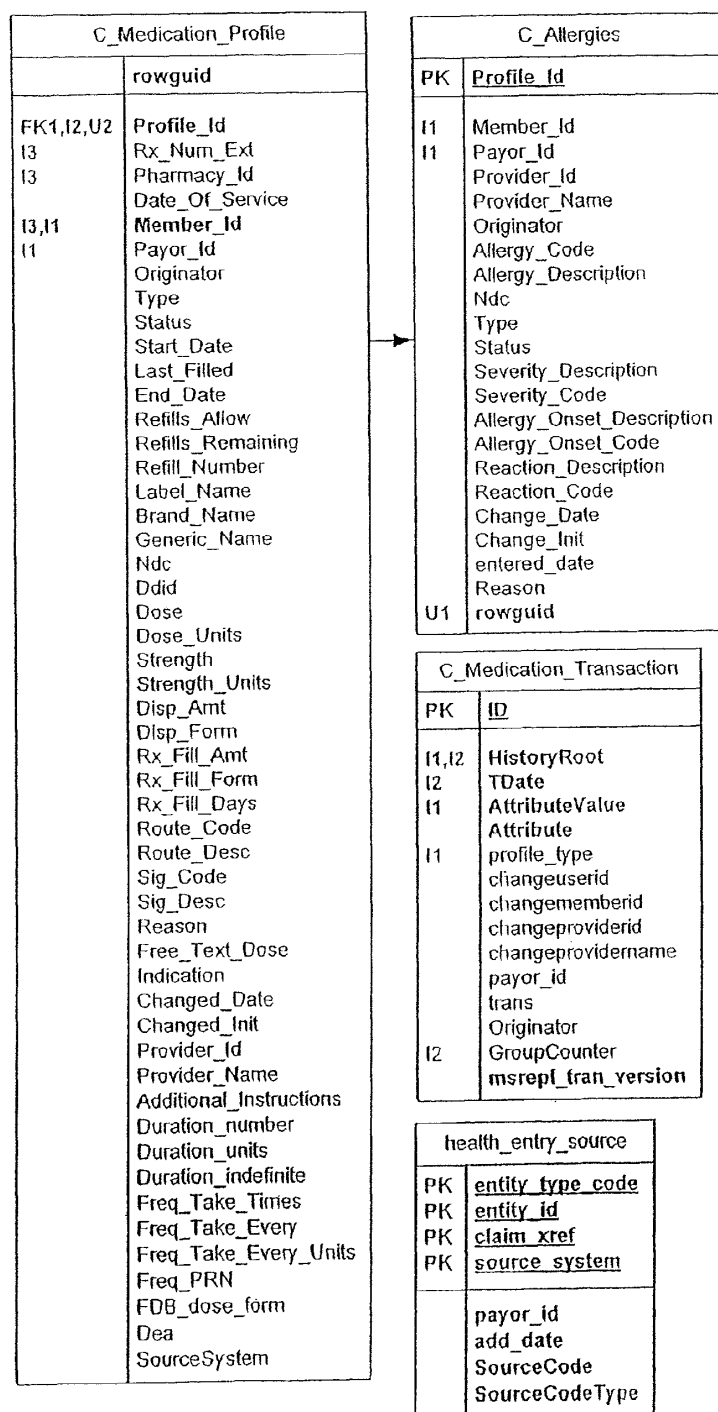 C_Medication_Profile
rowguid
FK1,I2,U2 Profile_Id
I3 Rx_Num_Ext
I3 Pharmacy_Id
Date_Of_Service
I3,I1 Member_Id
I1 Payor_Id
Originator
Type
Status
Start_Date
Last_Filled
End_Date
Refills_Allow
Refills_Remaining
Refill_Number
Label_Name
Brand_Name
Generic_Name
Ndc
Ddid
Dose
Dose_Units
Strength
Strength_Units
Disp_Amt
Disp_Form
Rx_Fill_Amt
Rx_Fill_Form
Rx_Fill_Days
Route_Code
Route_Desc
Sig_Code
Sig_Desc
Reason
Free_Text_Dose
Indication
Changed_Date
Changed_Init
Provider_Id
Provider_Name
Additional_Instructions
Duration_number
Duration_units
Duration_indefinite
Freq_Take_Times
Freq_Take_Every
Freq_Take_Every_Units
Freq_PRN
FDB_dose_form
Dea
SourceSystem
C_Allergies
PK Profile_Id
I1 Member_Id
I1 Payor_Id
Provider_Id
Provider_Name
Originator
Allergy_Code
Allergy_Description
Ndc
Type
Status
Severity_Description
Severity_Code
Allergy_Onset_Description
Allergy_Onset_Code
Reaction_Description
Reaction_Code
Change_Date
Change_Init
entered_date
Reason
U1 rowguid
C_Medication_Transaction
PK ID
I1,I2 HistoryRoot
I2 TDate
I1 AttributeValue
Attribute
I1 profile_type
changeuserid
changememberid
changeproviderid
changeprovidername
payor_id
trans
Originator
I2 GroupCounter
msrepl_tran_version
health_entry_source
PK entity_type_code
PK entity_id
PK claim_xref
PK source_system
payor_id
add_date
SourceCode
SourceCodeType